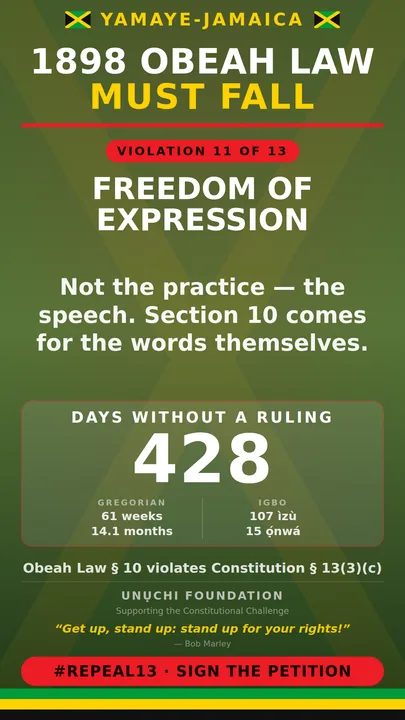 YAMAYE-JAMAICA
1898 OBEAH LAW
MUST FALL
VIOLATION 11 OF 13
FREEDOM OF
EXPRESSION
Not the practice — the
speech. Section 10 comes
for the words themselves.
DAYS WITHOUT A RULING
428
GREGORIAN
61 weeks
14.1 months
IGBO
107 ìzù
15 ọ́nwá
Obeah Law § 10 violates Constitution § 13(3)(c)
UNỤCHI FOUNDATION
Supporting the Constitutional Challenge
“Get up, stand up: stand up for your rights!”
— Bob Marley
#REPEAL13 · SIGN THE PETITION